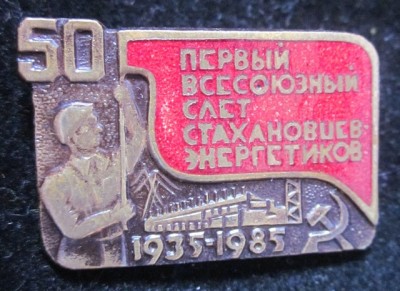 50
ПЕРВЫЙ
ВСЕСОЮЗНЫЙ
СЛЕТ
СТАХАНОВЦЕВ
ЭНЕРГЕТИКОВ
1935-1985